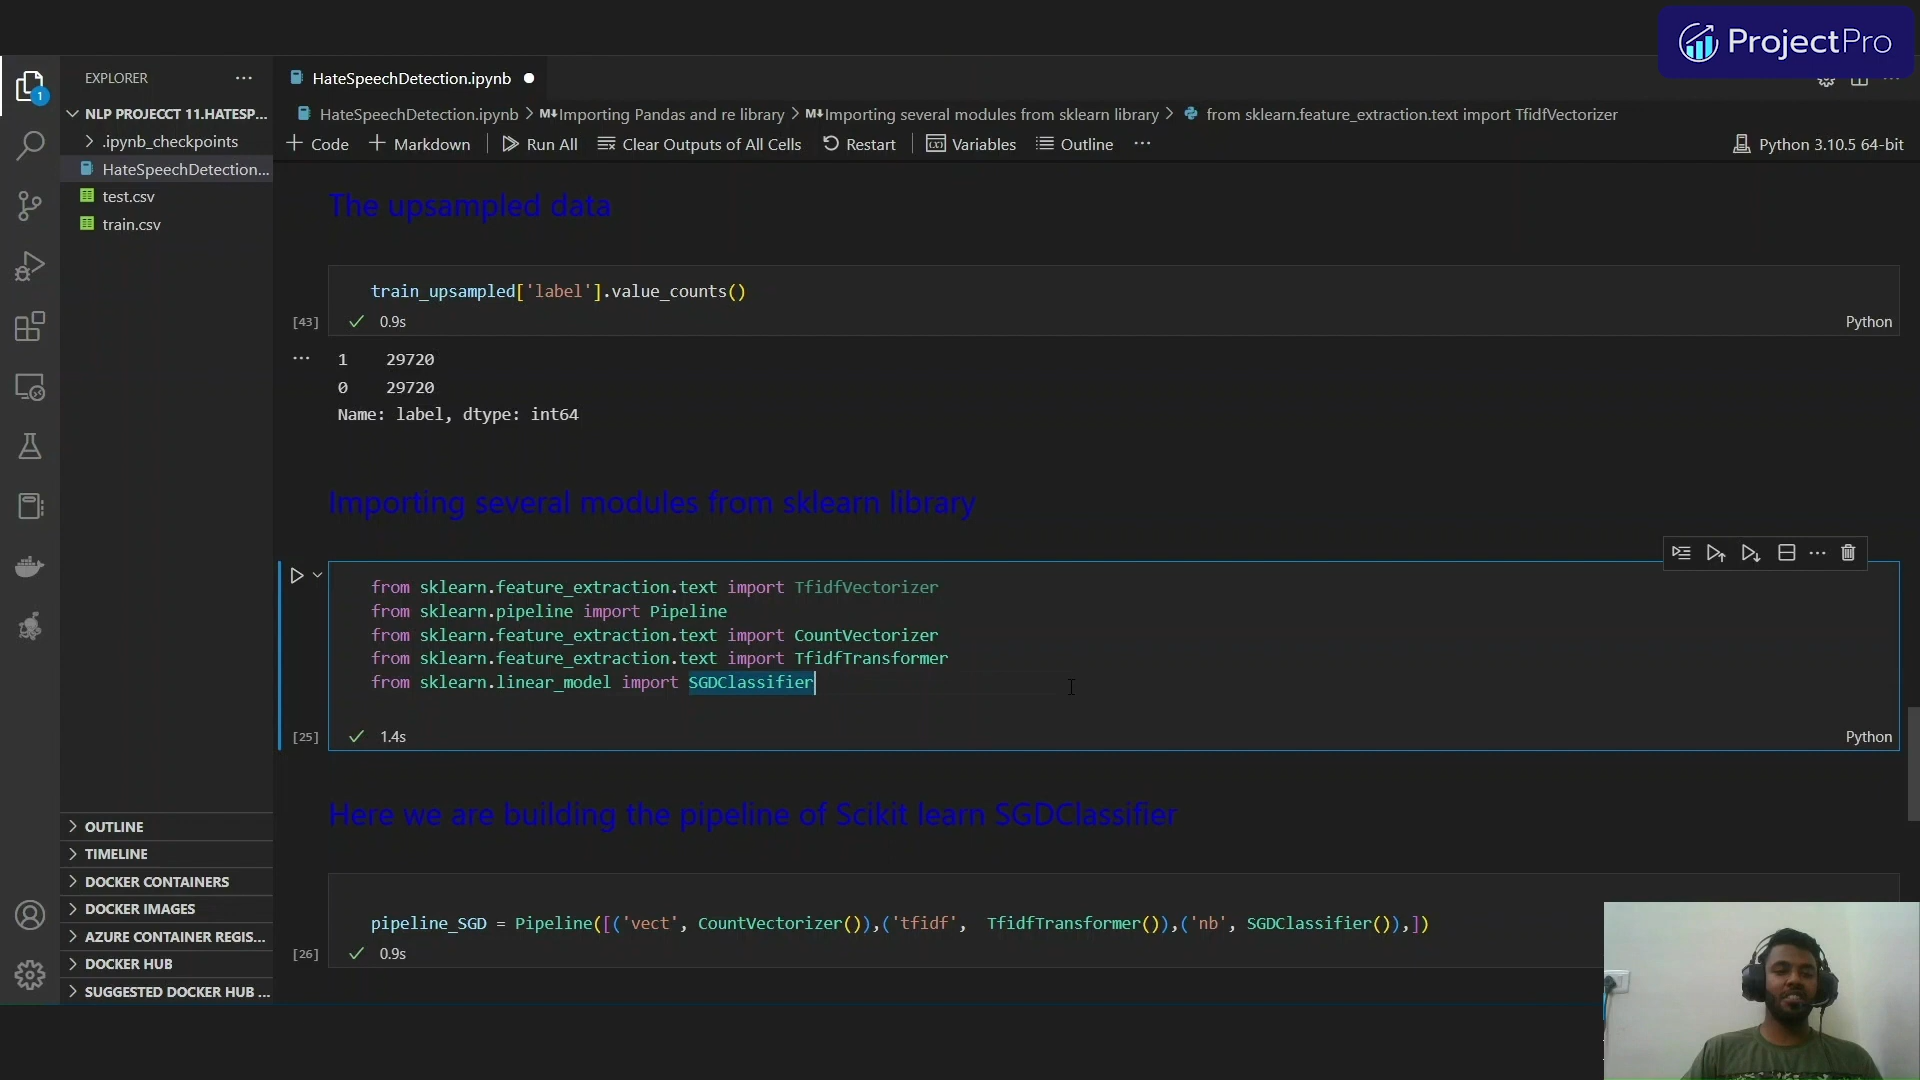 ProjectPro
EXPLORER
HateSpeechDetection.ipynb
NLP PROJECCT 11.HATESP...
.ipynb_checkpoints
HateSpeechDetection...
test.csv
train.csv
OUTLINE
TIMELINE
DOCKER CONTAINERS
DOCKER IMAGES
AZURE CONTAINER REGIS...
DOCKER HUB
SUGGESTED DOCKER HUB ...
1
HateSpeechDetection.ipynb > M↓Importing Pandas and re library > M↓Importing several modules from sklearn library > from sklearn.feature_extraction.text import TfidfVectorizer
+ Code + Markdown Run All Clear Outputs of All Cells Restart Variables Outline ... Python 3.10.5 64-bit
The upsampled data
train_upsampled['label'].value_counts()
[43] 0.9s Python
1 29720
0 29720
Name: label, dtype: int64
Importing several modules from sklearn library
from sklearn.feature_extraction.text import TfidfVectorizer
from sklearn.pipeline import Pipeline
from sklearn.feature_extraction.text import CountVectorizer
from sklearn.feature_extraction.text import TfidfTransformer
from sklearn.linear_model import SGDClassifier
[25] 1.4s Python
Here we are building the pipeline of Scikit learn SGDClassifier
pipeline_SGD = Pipeline([('vect', CountVectorizer()),('tfidf', TfidfTransformer()),('nb', SGDClassifier()),])
[26] 0.9s